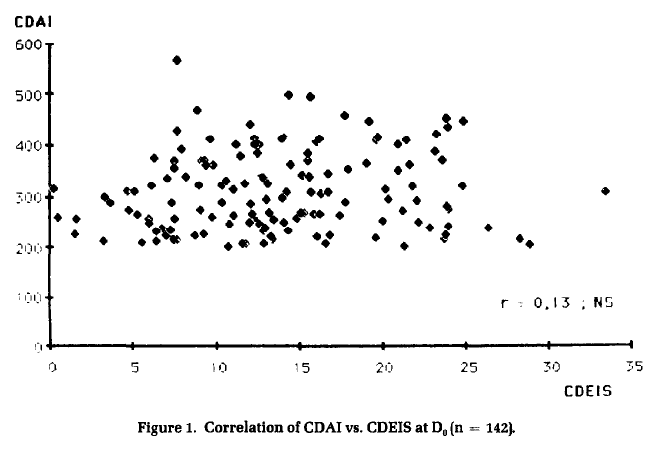 CDAI
600
500
400
300
200
100
0
r = 0,13 ; NS
0 5 10 15 20 25 30 35
CDEIS
Figure 1. Correlation of CDAI vs. CDEIS at D₀ (n = 142).